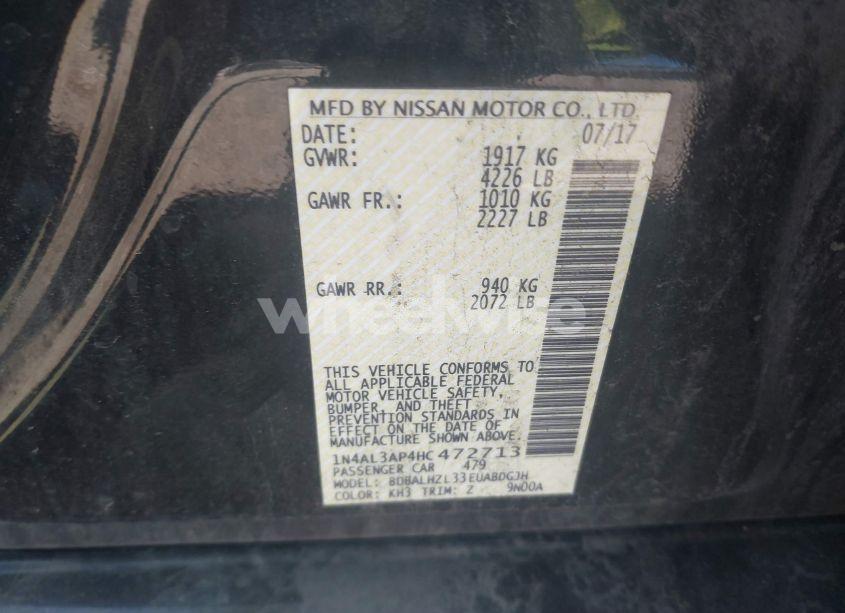 MFD BY NISSAN MOTOR CO., LTD.
DATE: 07/17
GVWR: 1917 KG
4226 LB
GAWR FR.: 1010 KG
2227 LB
GAWR RR.: 940 KG
2072 LB
wheelwise
THIS VEHICLE CONFORMS TO
ALL APPLICABLE FEDERAL
MOTOR VEHICLE SAFETY,
BUMPER, AND THEFT
PREVENTION STANDARDS IN
EFFECT ON THE DATE OF
MANUFACTURE SHOWN ABOVE.
1N4AL3AP4HC472713
PASSENGER CAR 479
MODEL: BDBALHZL33EUABDGJH
COLOR: KH3 TRIM: Z 9N00A